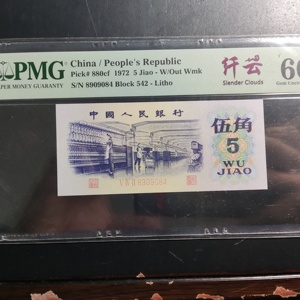 PMG
PAPER MONEY GUARANTY
China / People's Republic
Pick# 880cf 1972 5 Jiao - W/Out Wmk
S/N 8909084 Block 542 - Litho
纤云
Slender Clouds
中国人民银行
伍角
5
WU
JIAO
8909084